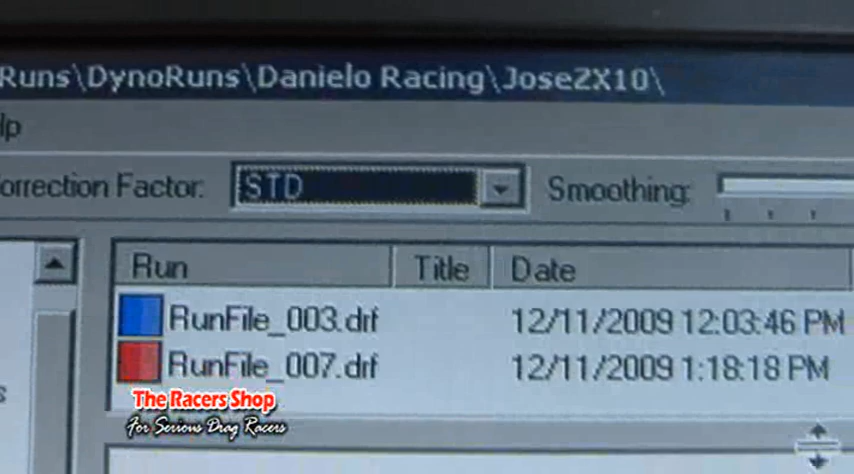 Runs\DynoRuns\Danielo Racing\JoseZX10\
lp
orrection Factor: STD Smoothing:
Run Title Date
RunFile_003.drf 12/11/2009 12:03:46 PM
RunFile_007.drf 12/11/2009 1:18:18 PM
s
The Racers Shop
For Serious Drag Racers